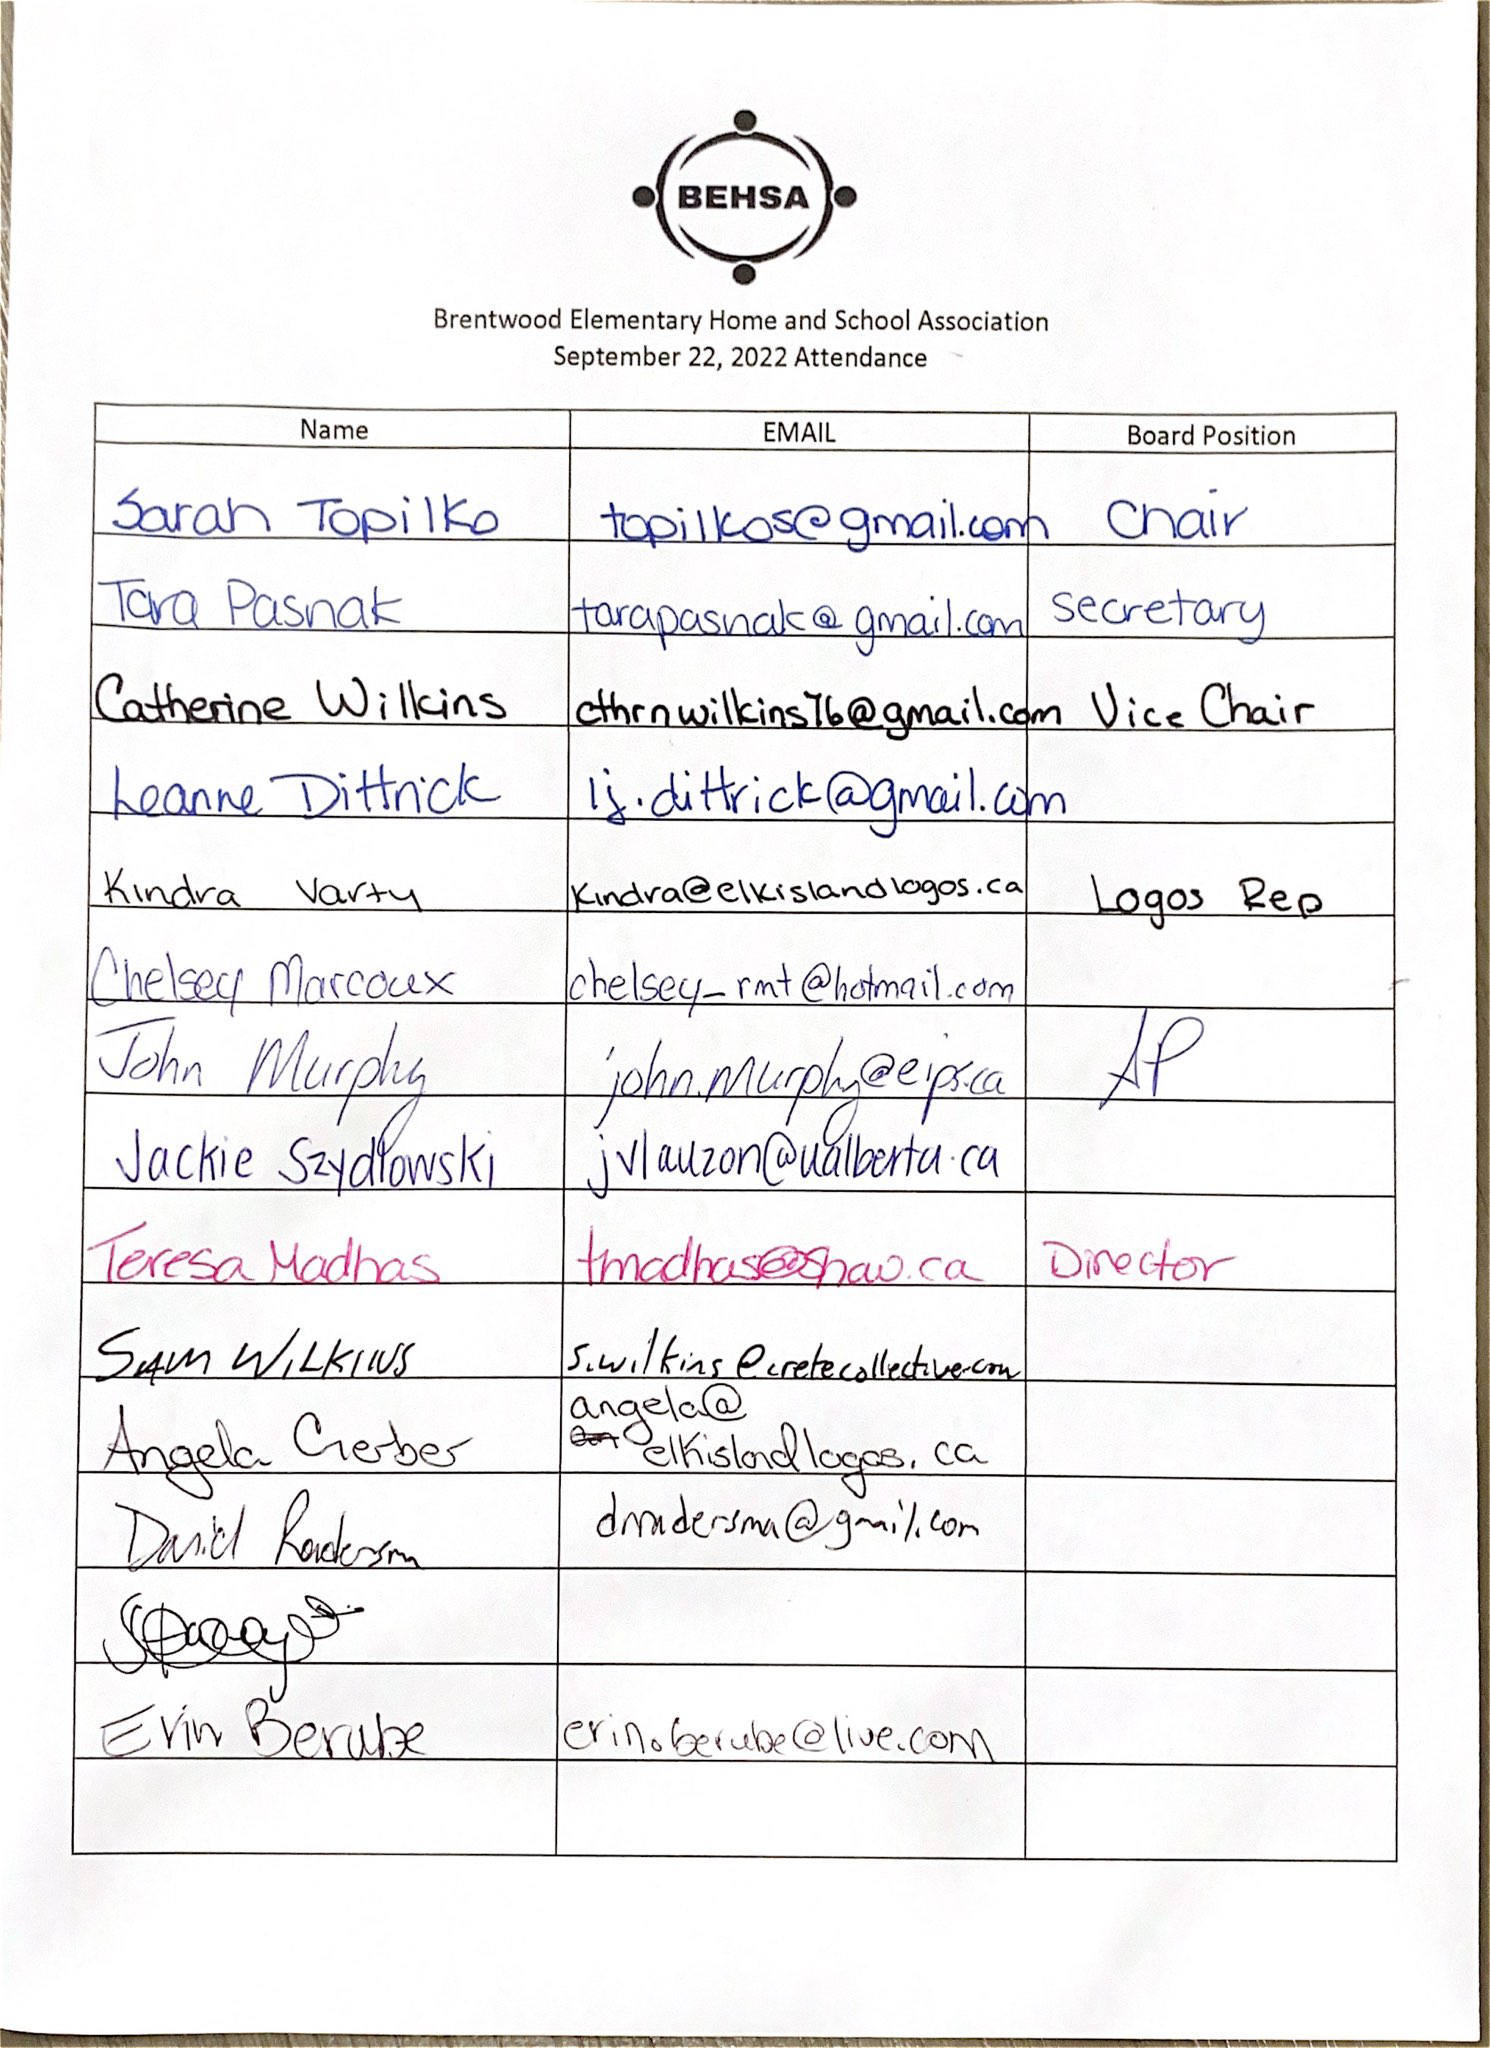 BEHSA
Brentwood Elementary Home and School Association
September 22, 2022 Attendance
Name EMAIL Board Position
Sarah Topilko topilkos@gmail.com Chair
Tara Pasnak tarapasnak@gmail.com secretary
Catherine Wilkins cthrnwilkins76@gmail.com Vice Chair
Leanne Dittrick lj.dittrick@gmail.com
Kindra Varty Kindra@elkislandlogos.ca Logos Rep
Chelsey Marcoux chelsey_rmt@hotmail.com
John Murphy john.murphy@eips.ca AP
Jackie Szydłowski jvlauzon@ualberta.ca
Teresa Madhas tmadhas@shaw.ca Director
SAM WILKINS s.wilkins@cretecollective.com
angela@
Angela Gerber elkislandlogos.ca
Daniel
Erin Berube erin.berube@live.com